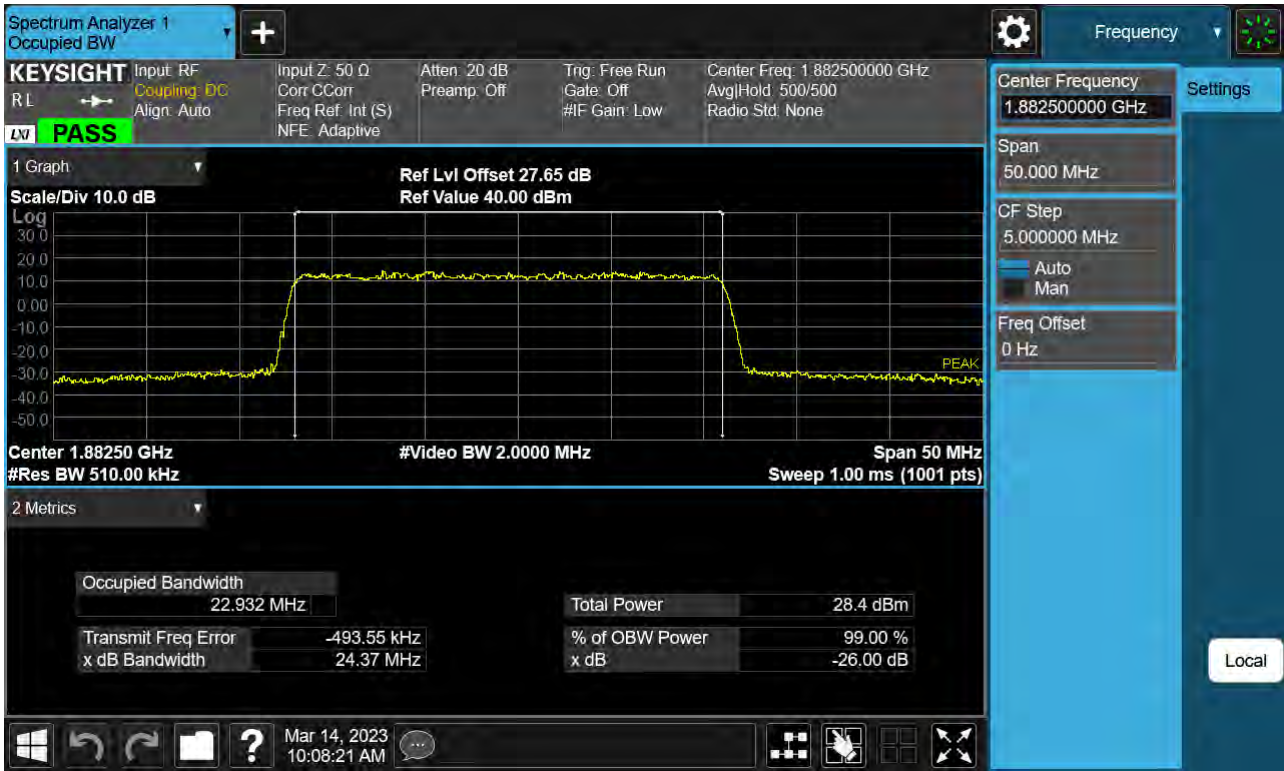 Spectrum Analyzer 1
Occupied BW
+
Frequency
KEYSIGHT
RL
LXI PASS
Input: RF
Coupling: DC
Align: Auto
Input Z: 50 Ω
Corr CCorr
Freq Ref: Int (S)
NFE: Adaptive
Atten: 20 dB
Preamp: Off
Trig: Free Run
Gate: Off
#IF Gain: Low
Center Freq: 1.882500000 GHz
Avg|Hold: 500/500
Radio Std: None
Center Frequency
1.882500000 GHz
Settings
Span
50.000 MHz
CF Step
5.000000 MHz
Auto
Man
Freq Offset
0 Hz
Local
1 Graph
Scale/Div 10.0 dB
Ref Lvl Offset 27.65 dB
Ref Value 40.00 dBm
Log
30.0
20.0
10.0
0.00
-10.0
-20.0
-30.0
-40.0
-50.0
PEAK
Center 1.88250 GHz
#Video BW 2.0000 MHz
Span 50 MHz
#Res BW 510.00 kHz
Sweep 1.00 ms (1001 pts)
2 Metrics
Occupied Bandwidth
22.932 MHz
Total Power 28.4 dBm
Transmit Freq Error -493.55 kHz
% of OBW Power 99.00 %
x dB Bandwidth 24.37 MHz
x dB -26.00 dB
?
Mar 14, 2023
10:08:21 AM